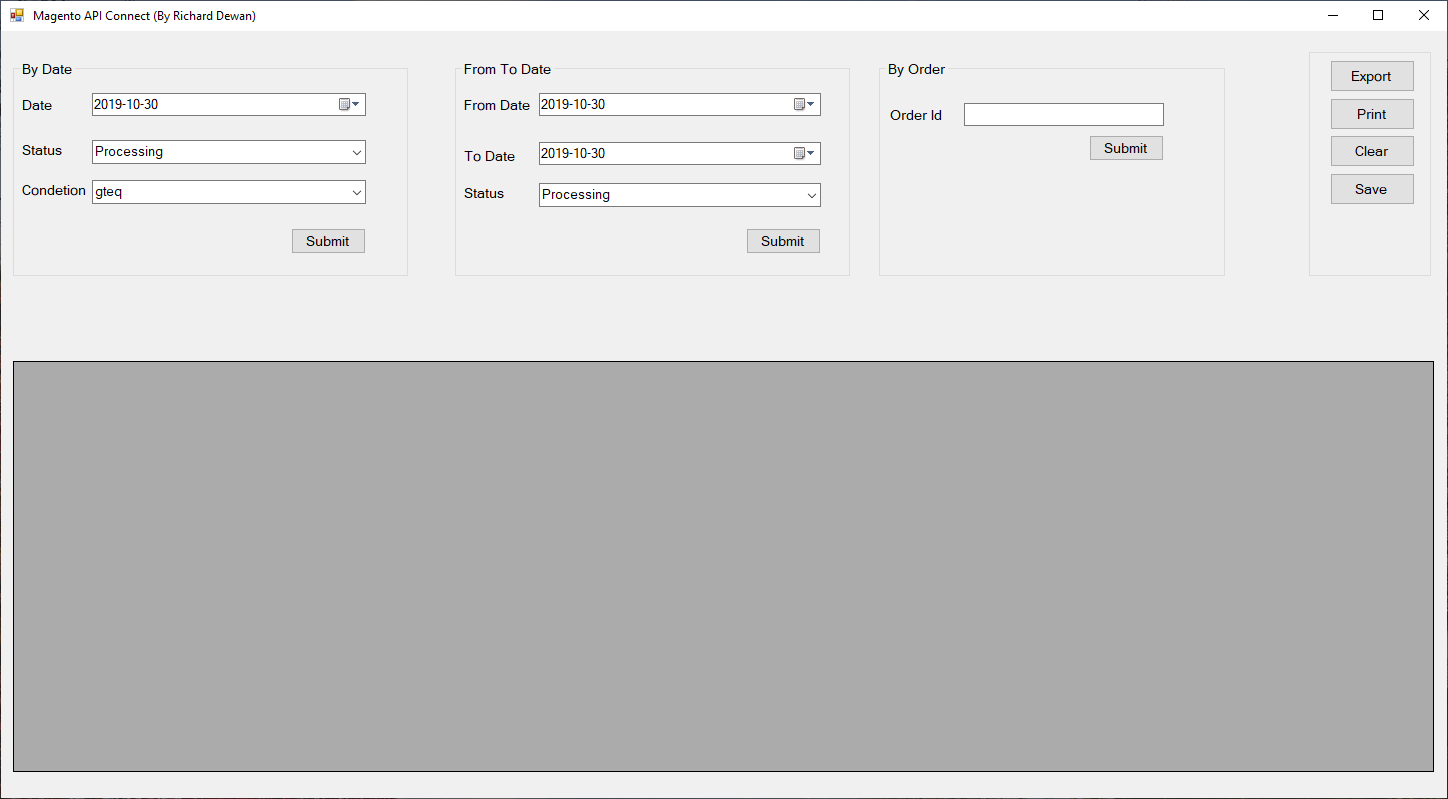 Magento API Connect (By Richard Dewan)
By Date
Date 2019-10-30
Status Processing
Condetion gteq
Submit
From To Date
From Date 2019-10-30
To Date 2019-10-30
Status Processing
Submit
By Order
Order Id
Submit
Export
Print
Clear
Save